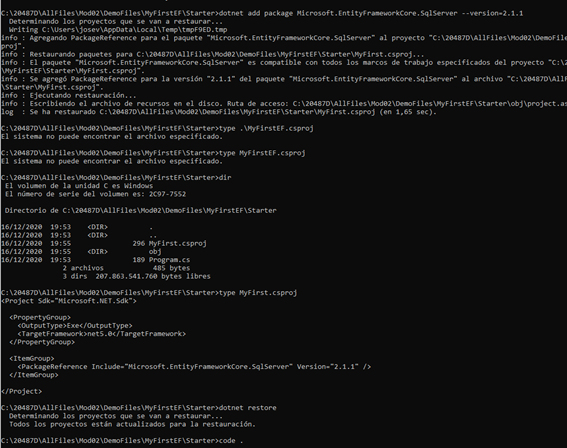 C:\20487D\AllFiles\Mod02\DemoFiles\MyFirstEF\Starter>dotnet add package Microsoft.EntityFrameworkCore.SqlServer --version=2.1.1
Determinando los proyectos que se van a restaurar...
Writing C:\Users\josev\AppData\Local\Temp\tmpF9ED.tmp
info : Agregando PackageReference para el paquete "Microsoft.EntityFrameworkCore.SqlServer" al proyecto "C:\20487D\AllFiles\Mod02\DemoFile
proj".
info : Restaurando paquetes para C:\20487D\AllFiles\Mod02\DemoFiles\MyFirstEF\Starter\MyFirst.csproj...
info : El paquete "Microsoft.EntityFrameworkCore.SqlServer" es compatible con todos los marcos de trabajo especificados del proyecto "C:\2
MyFirstEF\Starter\MyFirst.csproj".
info : Se agregó PackageReference para la versión "2.1.1" del paquete "Microsoft.EntityFrameworkCore.SqlServer" al archivo "C:\20487D\AllF
\Starter\MyFirst.csproj".
info : Ejecutando restauración...
info : Escribiendo el archivo de recursos en el disco. Ruta de acceso: C:\20487D\AllFiles\Mod02\DemoFiles\MyFirstEF\Starter\obj\project.as
log : Se ha restaurado C:\20487D\AllFiles\Mod02\DemoFiles\MyFirstEF\Starter\MyFirst.csproj (en 1,65 sec).
C:\20487D\AllFiles\Mod02\DemoFiles\MyFirstEF\Starter>type .\MyFirstEF.csproj
El sistema no puede encontrar el archivo especificado.
C:\20487D\AllFiles\Mod02\DemoFiles\MyFirstEF\Starter>type MyFirstEF.csproj
El sistema no puede encontrar el archivo especificado.
C:\20487D\AllFiles\Mod02\DemoFiles\MyFirstEF\Starter>dir
El volumen de la unidad C es Windows
El número de serie del volumen es: 2C97-7552
Directorio de C:\20487D\AllFiles\Mod02\DemoFiles\MyFirstEF\Starter
16/12/2020 19:53 <DIR> .
16/12/2020 19:53 <DIR> ..
16/12/2020 19:55 296 MyFirst.csproj
16/12/2020 19:55 <DIR> obj
16/12/2020 19:53 189 Program.cs
2 archivos 485 bytes
3 dirs 207.863.541.760 bytes libres
C:\20487D\AllFiles\Mod02\DemoFiles\MyFirstEF\Starter>type MyFirst.csproj
<Project Sdk="Microsoft.NET.Sdk">
<PropertyGroup>
<OutputType>Exe</OutputType>
<TargetFramework>net5.0</TargetFramework>
</PropertyGroup>
<ItemGroup>
<PackageReference Include="Microsoft.EntityFrameworkCore.SqlServer" Version="2.1.1" />
</ItemGroup>
</Project>
C:\20487D\AllFiles\Mod02\DemoFiles\MyFirstEF\Starter>dotnet restore
Determinando los proyectos que se van a restaurar...
Todos los proyectos están actualizados para la restauración.
C:\20487D\AllFiles\Mod02\DemoFiles\MyFirstEF\Starter>code .